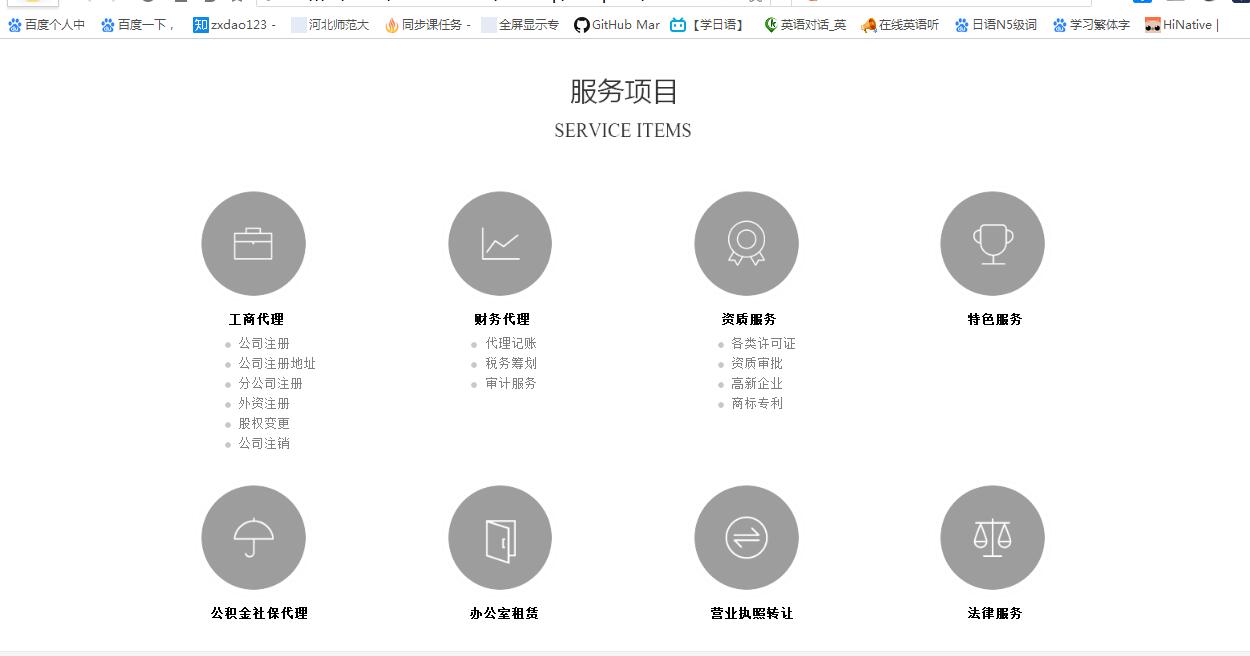 百度个人中 百度一下， 知 zxdao123 - 河北师范大 同步课任务 - 全屏显示专 GitHub Mar 【学日语】 英语对话_英 在线英语听 日语N5级词 学习繁体字 HiNative |
服务项目
SERVICE ITEMS
工商代理 财务代理 资质服务 特色服务
公司注册 代理记账 各类许可证
公司注册地址 税务筹划 资质审批
分公司注册 审计服务 高新企业
外资注册 商标专利
股权变更
公司注销
公积金社保代理 办公室租赁 营业执照转让 法律服务